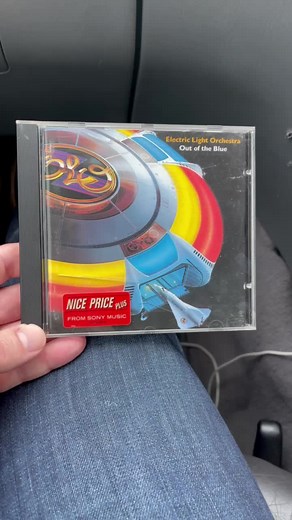 Electric Light Orchestra
Out of the Blue
NICE PRICE PLUS
FROM SONY MUSIC